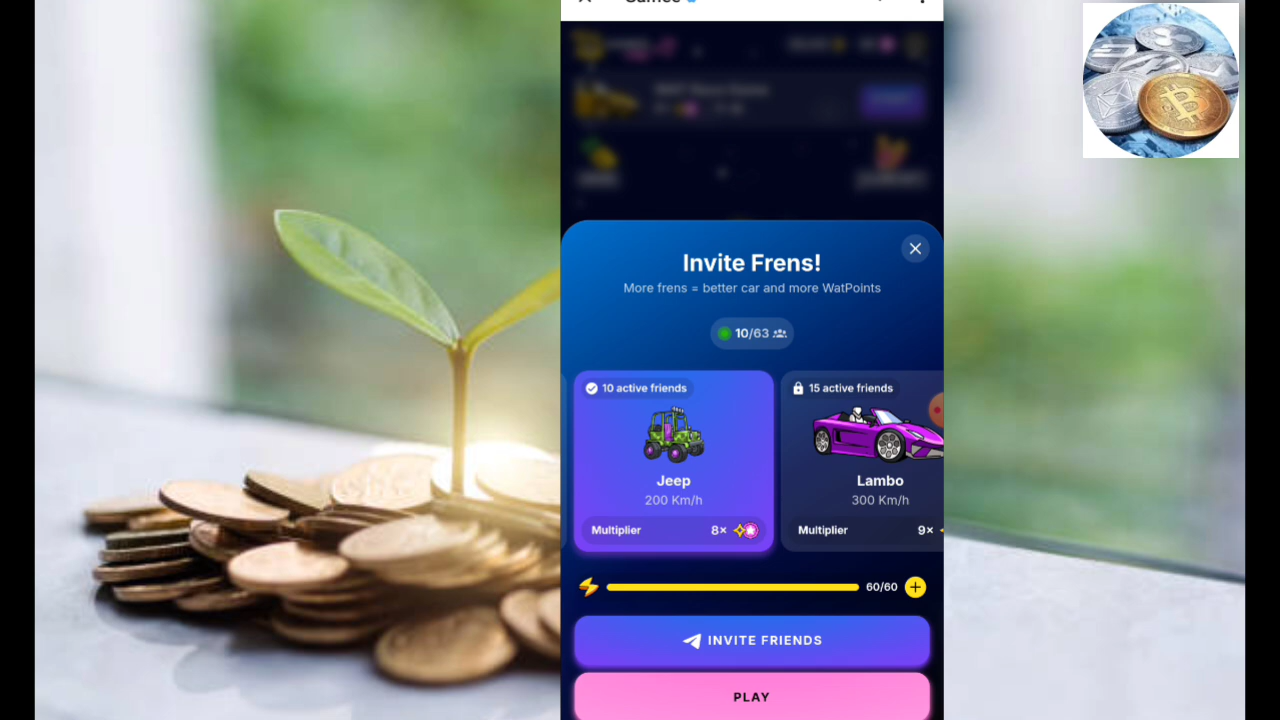 Invite Frens!
More frens = better car and more WatPoints
10/63
10 active friends
Jeep
200 Km/h
Multiplier 8×
15 active friends
Lambo
300 Km/h
Multiplier 9×
60/60
INVITE FRIENDS
PLAY